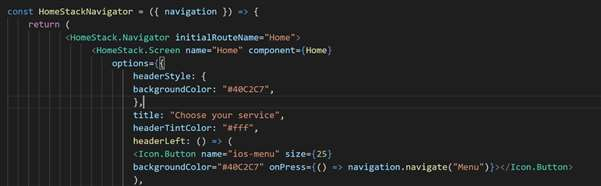 const HomeStackNavigator = ({ navigation }) => {
return (
<HomeStack.Navigator initialRouteName="Home">
<HomeStack.Screen name="Home" component={Home}
options={{
headerStyle: {
backgroundColor: "#40C2C7",
},
title: "Choose your service",
headerTintColor: "#fff",
headerLeft: () => (
<Icon.Button name="ios-menu" size={25}
backgroundColor="#40C2C7" onPress={() => navigation.navigate("Menu")}></Icon.Button>
),